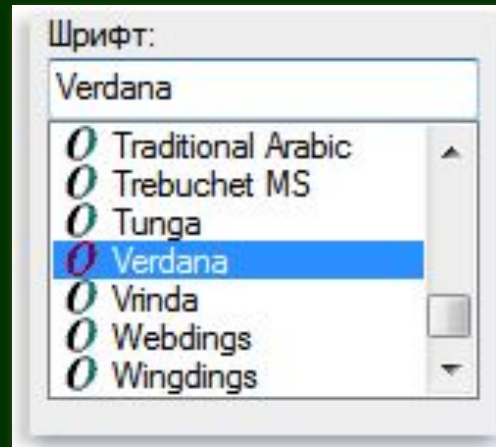 Шрифт:
Verdana
Traditional Arabic
Trebuchet MS
Tunga
Verdana
Vrinda
Webdings
Wingdings